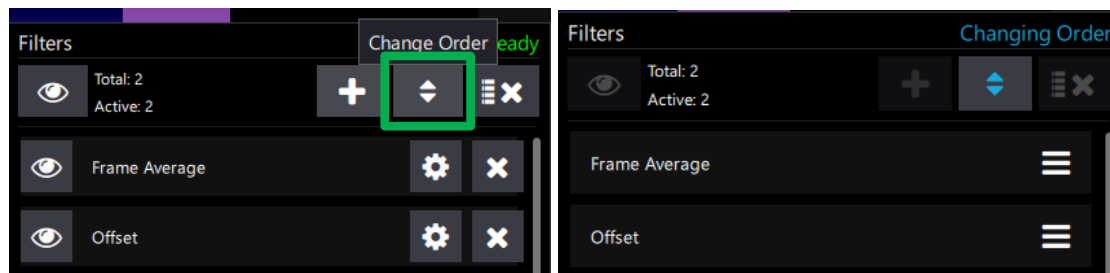 Filters
Change Order
eady
Total: 2
Active: 2
Frame Average
Offset
Filters
Changing Order
Total: 2
Active: 2
Frame Average
Offset